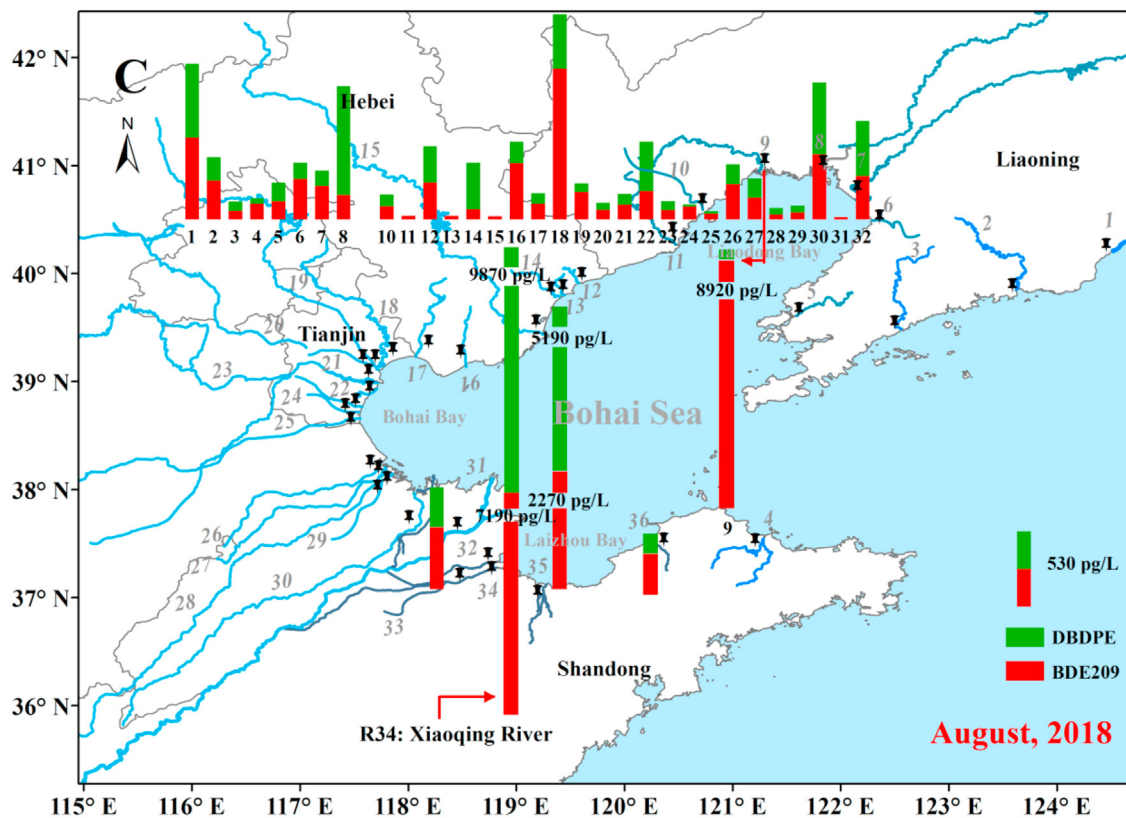 42° N
41° N
40° N
39° N
38° N
37° N
36° N
C
N
Hebei
Liaoning
15
10
9
8
7
6
1 2 3 4 5 6 7 8 10 11 12 13 14 15 16 17 18 19 20 21 22 23 24 25 26 27 28 29 30 31 32
Liaodong Bay
11
3
2
1
14
9870 pg/L
12
13
8920 pg/L
5
19
18
20
Tianjin
5190 pg/L
21
23
17
16
24
22
25
Bohai Bay
Bohai Sea
31
7190 pg/L
2270 pg/L
Laizhou Bay
36
9
4
26
29
27
32
35
30
34
28
33
530 pg/L
DBDPE
BDE209
Shandong
R34: Xiaoqing River
August, 2018
115° E
116° E
117° E
118° E
119° E
120° E
121° E
122° E
123° E
124° E